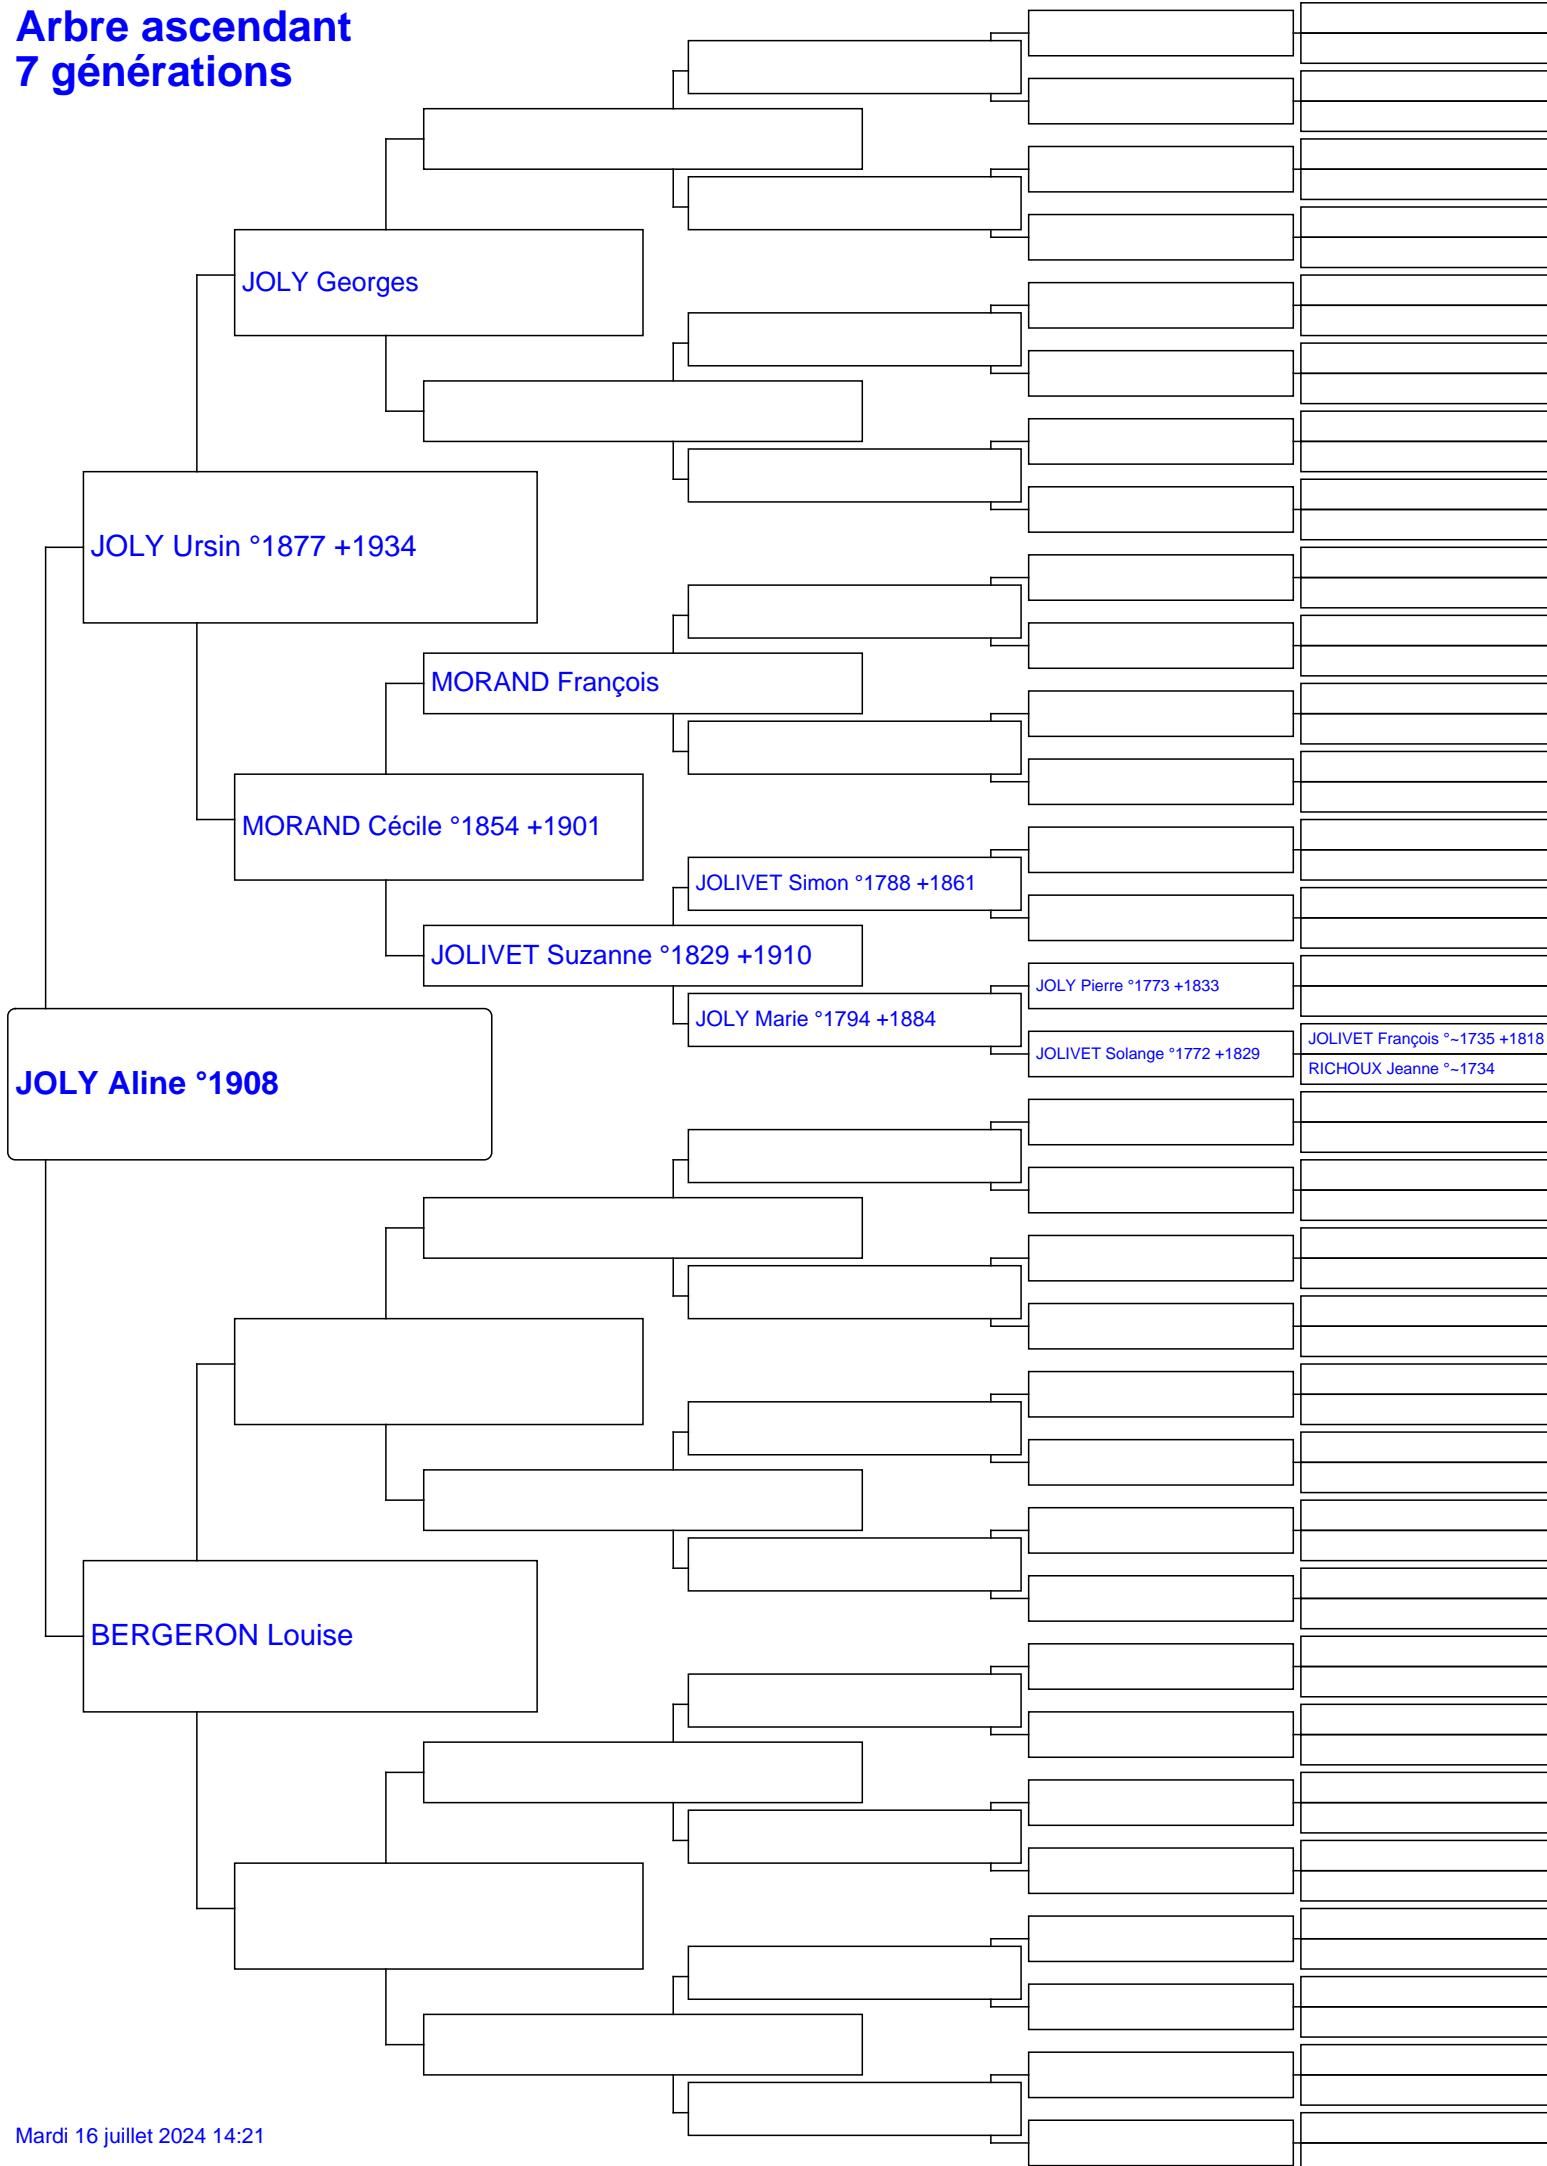 Arbre ascendant
7 générations
JOLY Georges
JOLY Ursin °1877 +1934
MORAND François
MORAND Cécile °1854 +1901
JOLIVET Simon °1788 +1861
JOLIVET Suzanne °1829 +1910
JOLY Pierre °1773 +1833
JOLY Marie °1794 +1884
JOLIVET François °~1735 +1818
JOLIVET Solange °1772 +1829
RICHOUX Jeanne °~1734
JOLY Aline °1908
BERGERON Louise
Mardi 16 juillet 2024 14:21